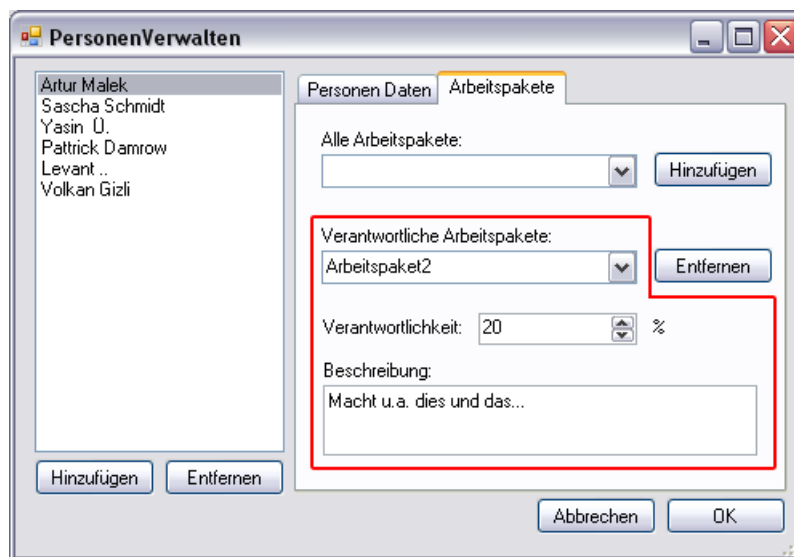 PersonenVerwalten
Artur Malek
Sascha Schmidt
Yasin Ü.
Pattrick Damrow
Levant ..
Volkan Gizli
Hinzufügen
Entfernen
Personen Daten
Arbeitspakete
Alle Arbeitspakete:
Hinzufügen
Verantwortliche Arbeitspakete:
Arbeitspaket2
Entfernen
Verantwortlichkeit: 20 %
Beschreibung:
Macht u.a. dies und das...
Abbrechen
OK